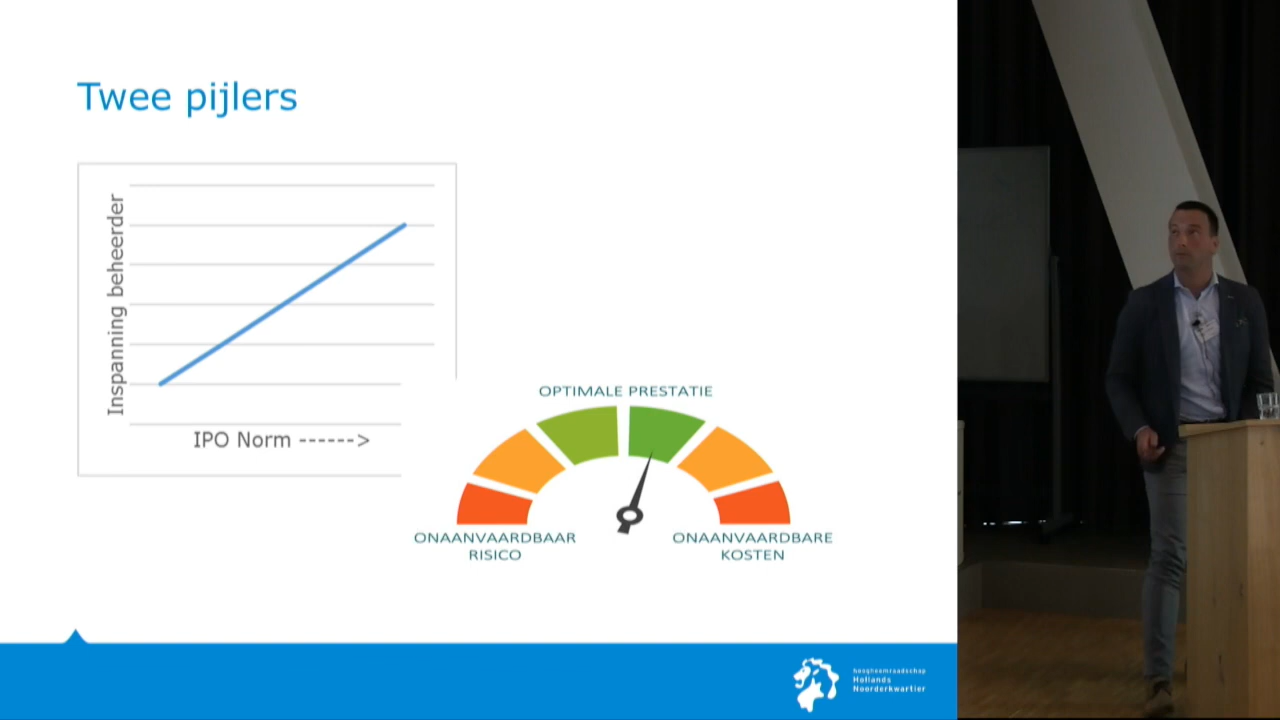 Twee pijlers
Inspanning beheerder
IPO Norm ------>
OPTIMALE PRESTATIE
ONAANVAARDBAAR
RISICO
ONAANVAARDBARE
KOSTEN
hoogheemraadschap
Hollands
Noorderkwartier